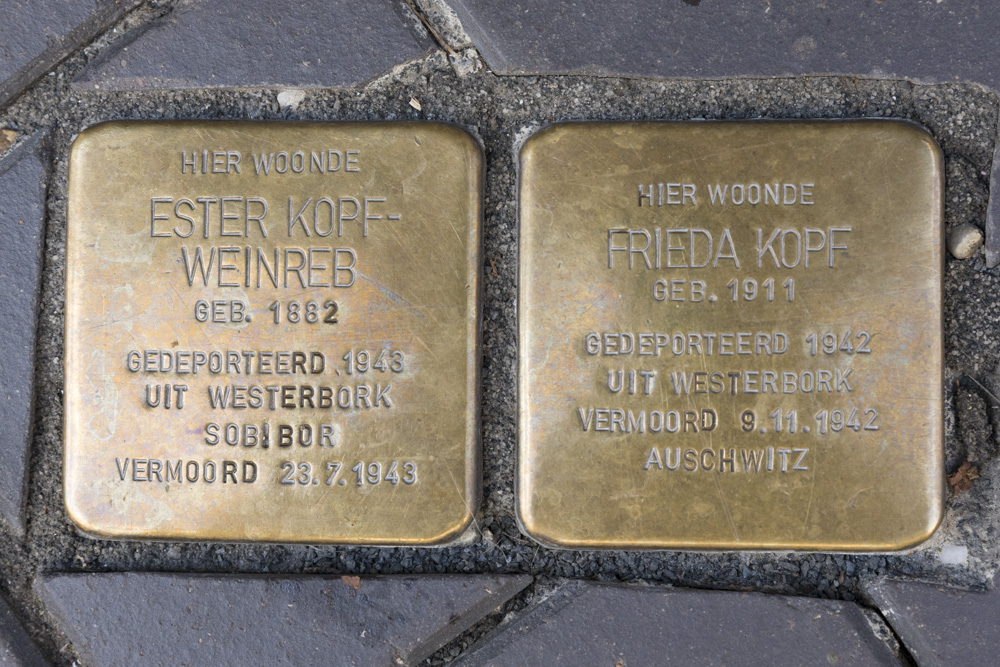 HIER WOONDE
ESTER KOPF-
WEINREB
GEB. 1882
GEDEPORTEERD 1943
UIT WESTERBORK
SOBIBOR
VERMOORD 23.7.1943
HIER WOONDE
FRIEDA KOPF
GEB. 1911
GEDEPORTEERD 1942
UIT WESTERBORK
VERMOORD 9.11.1942
AUSCHWITZ